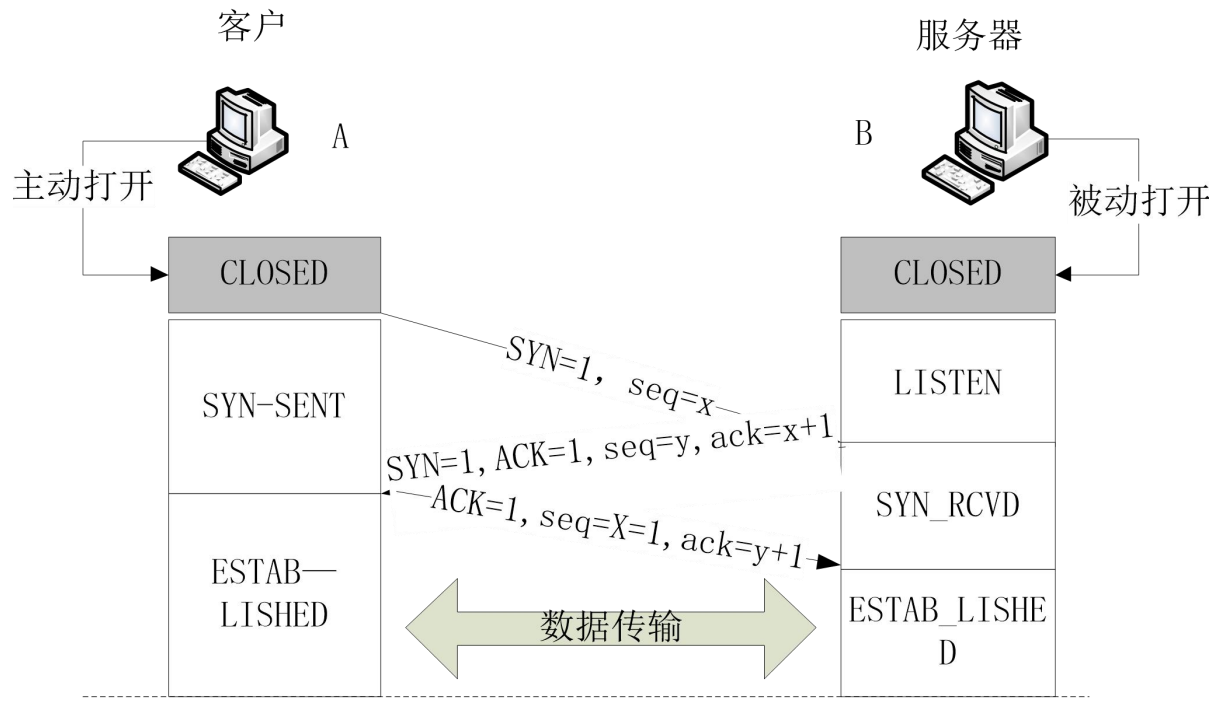 客户
服务器
A
B
主动打开
被动打开
CLOSED
CLOSED
SYN=1, seq=x
SYN-SENT
LISTEN
SYN=1,ACK=1,seq=y,ack=x+1
ACK=1,seq=X=1,ack=y+1
SYN_RCVD
ESTAB—
LISHED
数据传输
ESTAB_LISHE
D